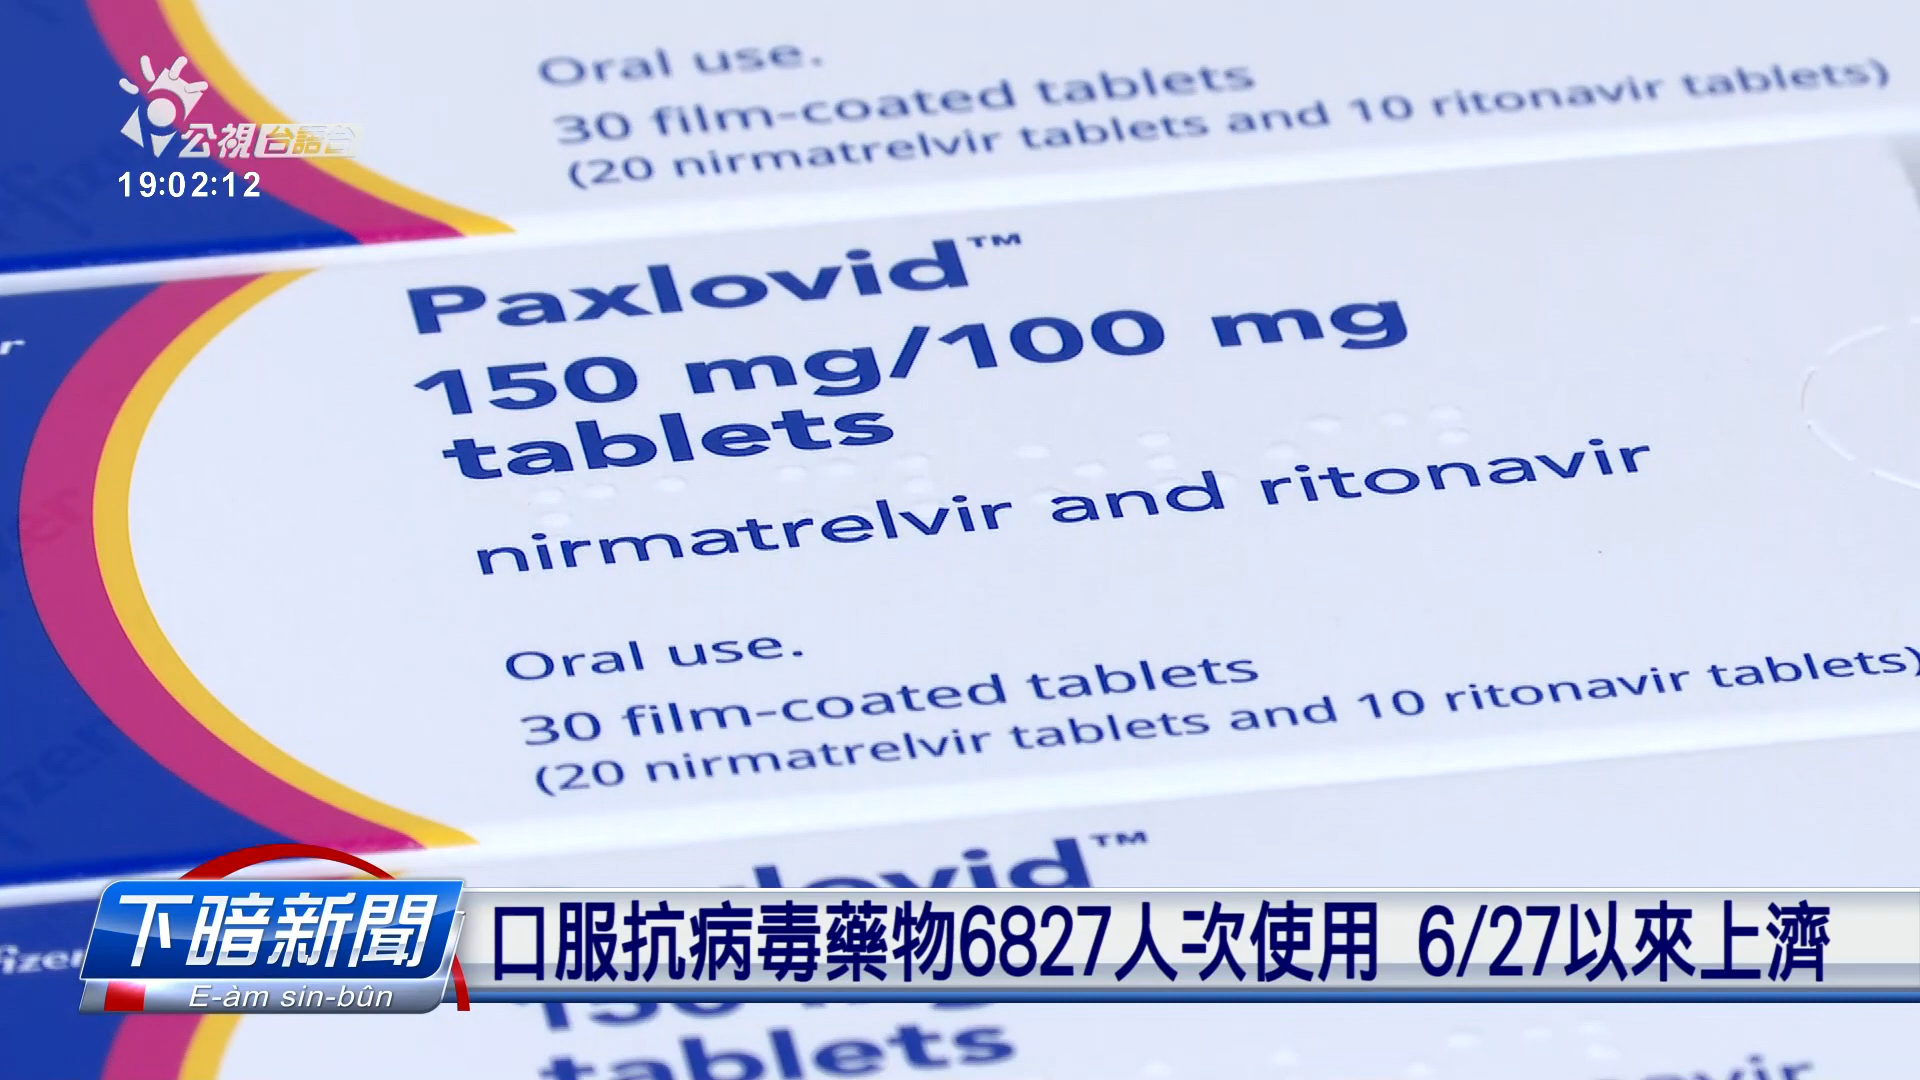 公視台語台
19:02:12
Oral use.
30 film-coated tablets
(20 nirmatrelvir tablets and 10 ritonavir tablets)
Paxlovid™
150 mg/100 mg
tablets
nirmatrelvir and ritonavir
Oral use.
30 film-coated tablets
(20 nirmatrelvir tablets and 10 ritonavir tablets)
下暗新聞
E-àm sin-bûn
口服抗病毒藥物6827人次使用 6/27以來上濟
tablets